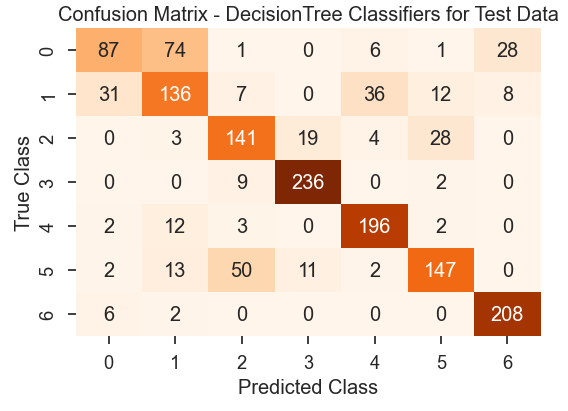 Confusion Matrix - DecisionTree Classifiers for Test Data
0 87 74 1 0 6 1 28
1 31 136 7 0 36 12 8
2 0 3 141 19 4 28 0
3 0 0 9 236 0 2 0
4 2 12 3 0 196 2 0
5 2 13 50 11 2 147 0
6 6 2 0 0 0 0 208
True Class
0 1 2 3 4 5 6
Predicted Class